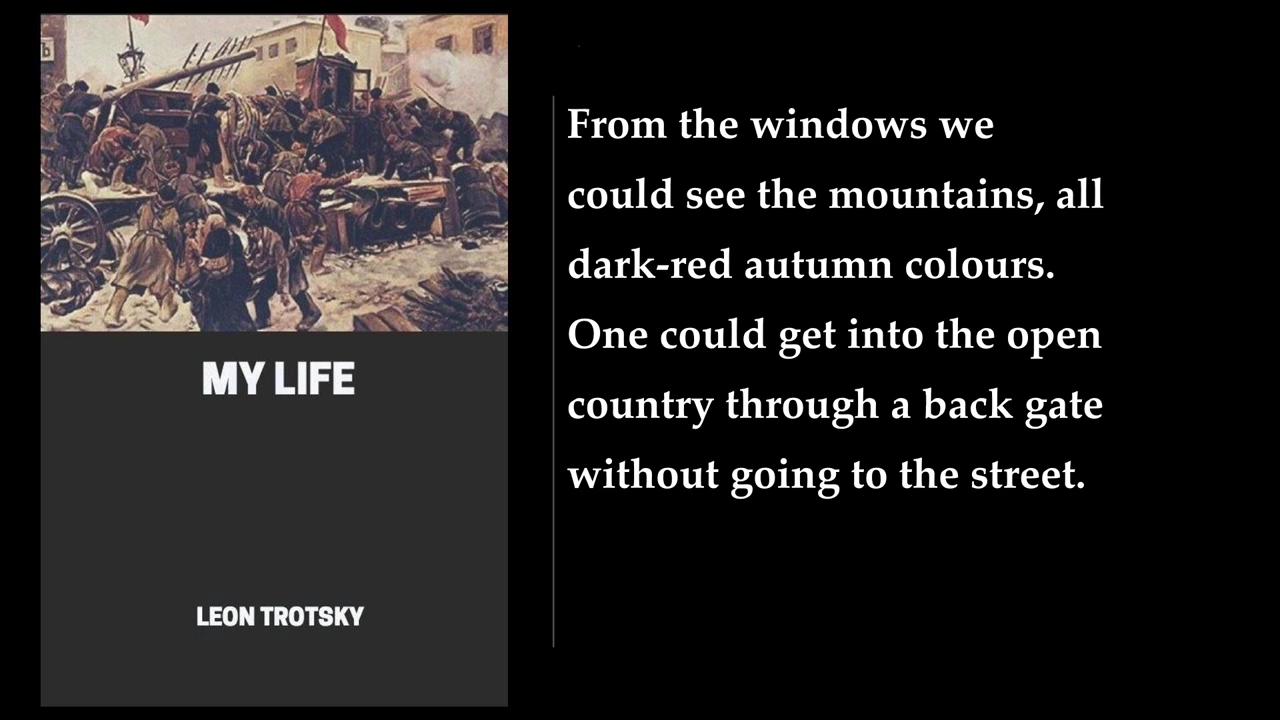 MY LIFE
LEON TROTSKY
From the windows we
could see the mountains, all
dark-red autumn colours.
One could get into the open
country through a back gate
without going to the street.